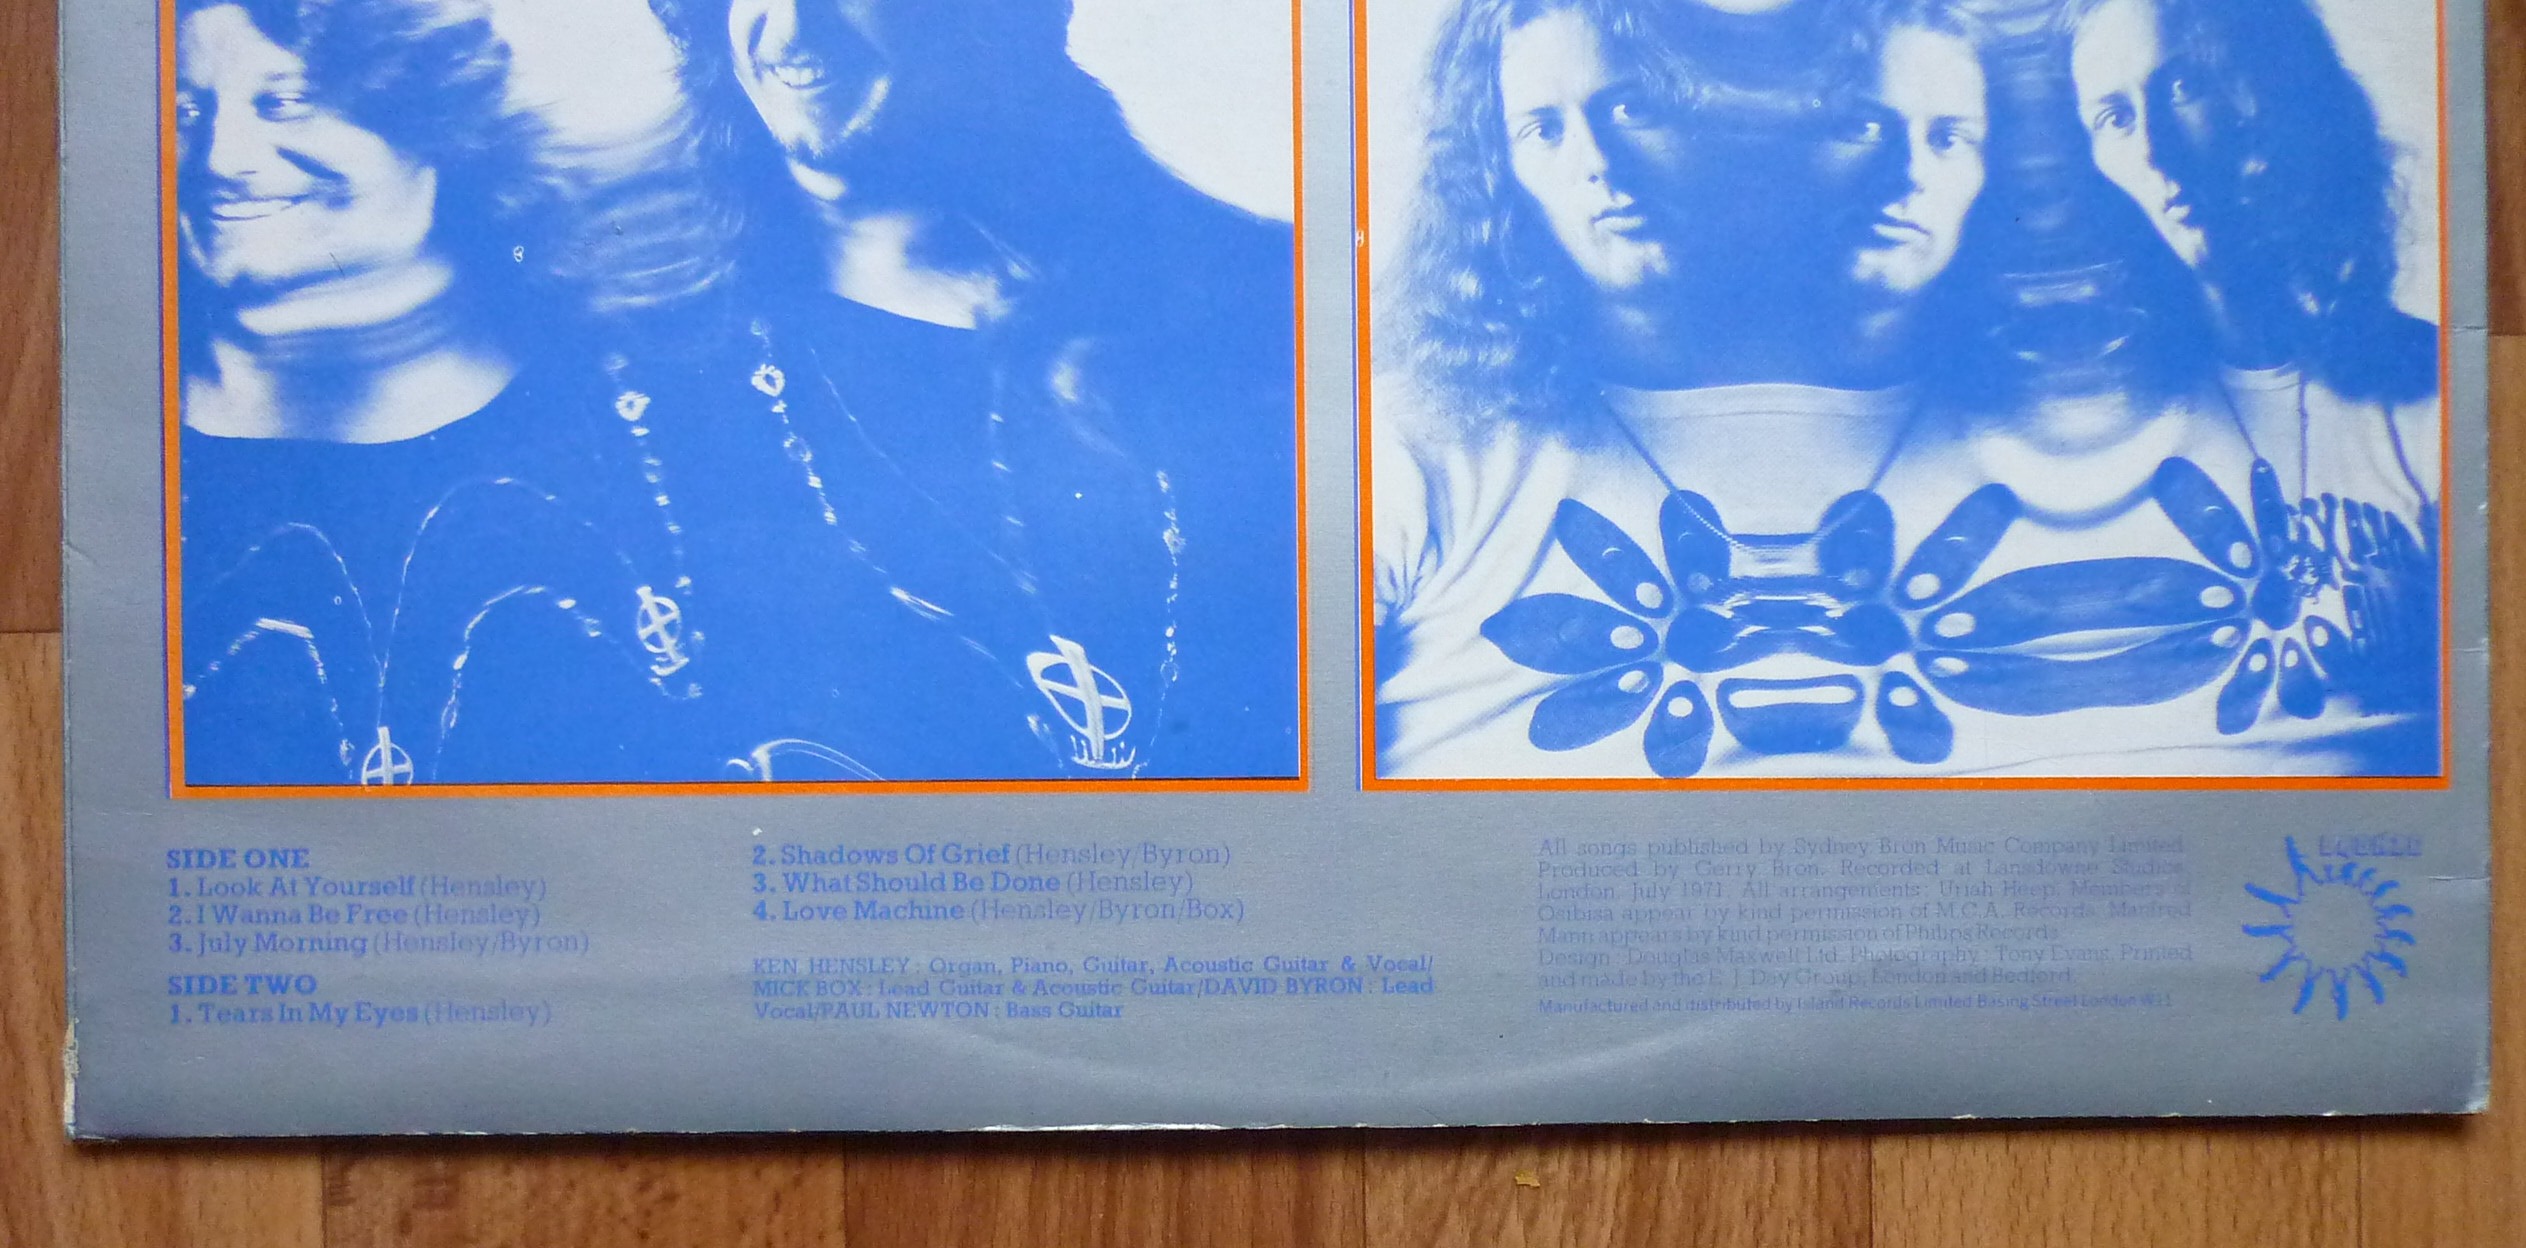 SIDE ONE
1. Look At Yourself (Hensley)
2. I Wanna Be Free (Hensley)
3. July Morning (Hensley/Byron)
SIDE TWO
1. Tears In My Eyes (Hensley)
2. Shadows Of Grief (Hensley/Byron)
3. What Should Be Done (Hensley)
4. Love Machine (Hensley/Byron/Box)
KEN HENSLEY : Organ, Piano, Guitar, Acoustic Guitar & Vocal/
MICK BOX : Lead Guitar & Acoustic Guitar/DAVID BYRON : Lead
Vocal/PAUL NEWTON : Bass Guitar
All songs published by Sydney Bron Music Company Limited
Produced by Gerry Bron. Recorded at Lansdowne Studios
London, July 1971. All arrangements: Uriah Heep. Members of
Osibisa appear by kind permission of M.C.A. Records. Manfred
Mann appears by kind permission of Philips Records.
Design : Douglas Maxwell Ltd. Photography : Tony Evans. Printed
and made by the E. J. Day Group, London and Bedford.
Manufactured and distributed by Island Records Limited Basing Street London W11